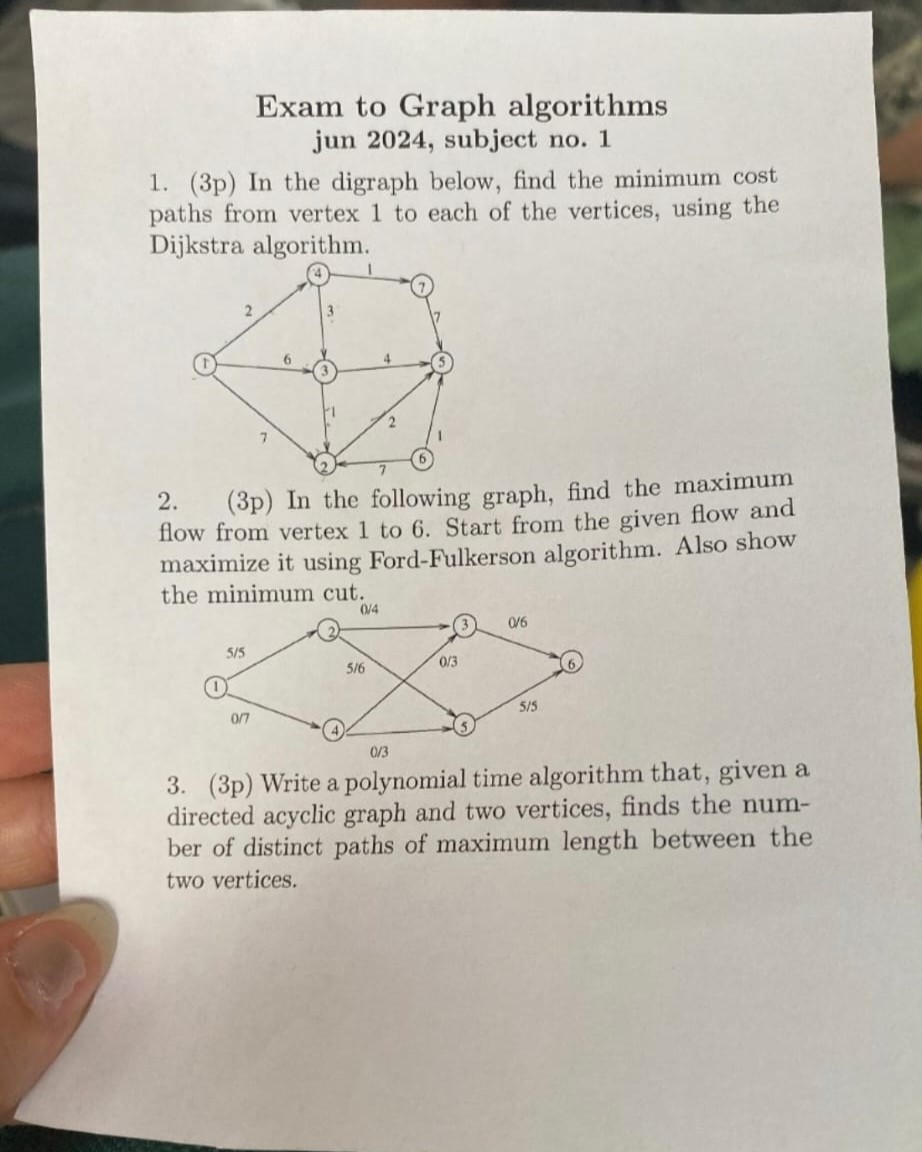 Exam to Graph algorithms
jun 2024, subject no. 1
1. (3p) In the digraph below, find the minimum cost
paths from vertex 1 to each of the vertices, using the
Dijkstra algorithm.
4 1 7
2 3 7
1 6 3 4 5
1
7 2 1
2 7 6
2. (3p) In the following graph, find the maximum
flow from vertex 1 to 6. Start from the given flow and
maximize it using Ford-Fulkerson algorithm. Also show
the minimum cut.
0/4
2 3 0/6
5/5 5/6 0/3 6
1
0/7 4 5 5/5
0/3
3. (3p) Write a polynomial time algorithm that, given a
directed acyclic graph and two vertices, finds the num-
ber of distinct paths of maximum length between the
two vertices.